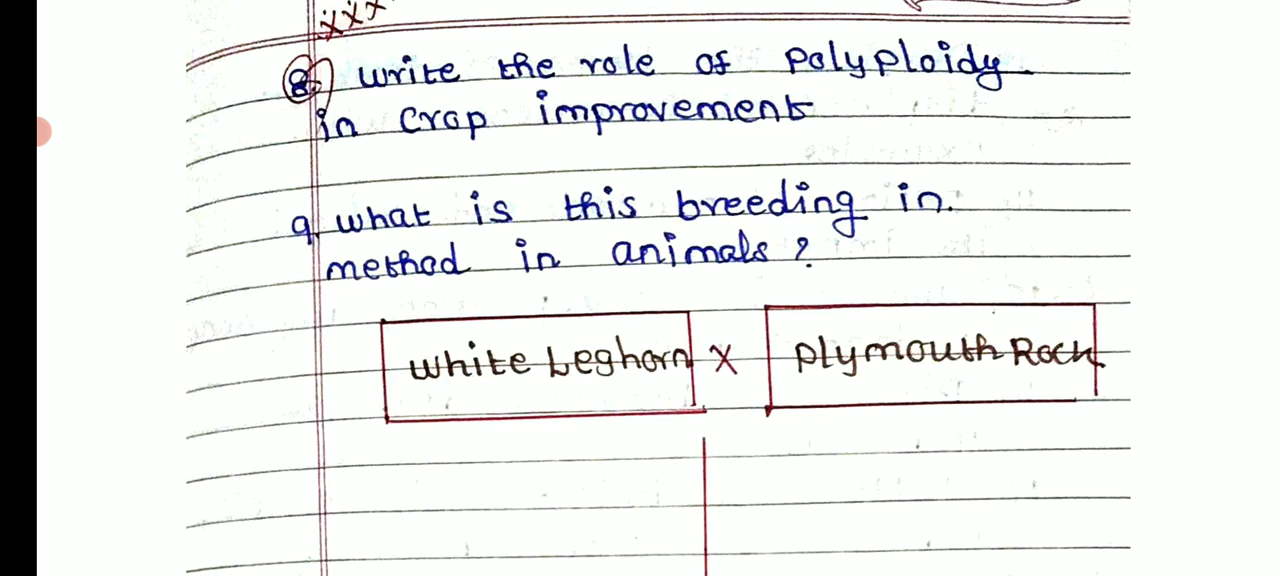 xxx
8) write the role of polyploidy
in crop improvement
9. what is this breeding in.
method in animals ?
white Leghorn x Plymouth Rock